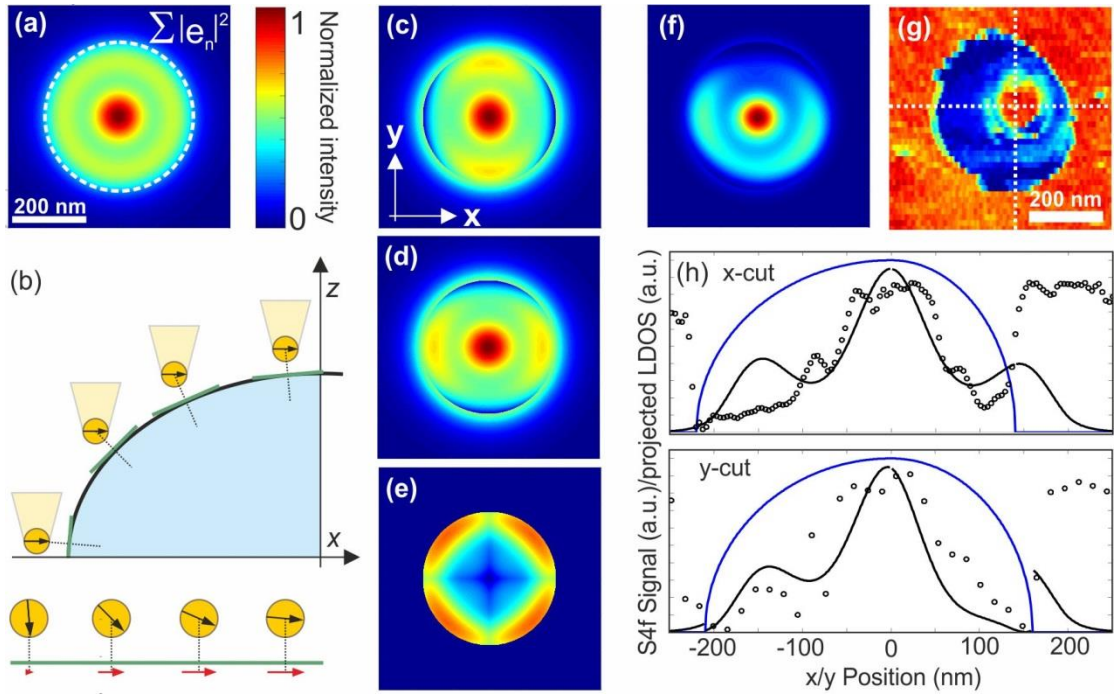 (a)
∑|eₙ|²
200 nm
1
Normalized intensity
0
(c)
y
x
(f)
(g)
200 nm
(b)
z
x
(d)
(e)
(h)
x-cut
y-cut
S4f Signal (a.u.)/projected LDOS (a.u.)
-200
-100
0
100
200
x/y Position (nm)